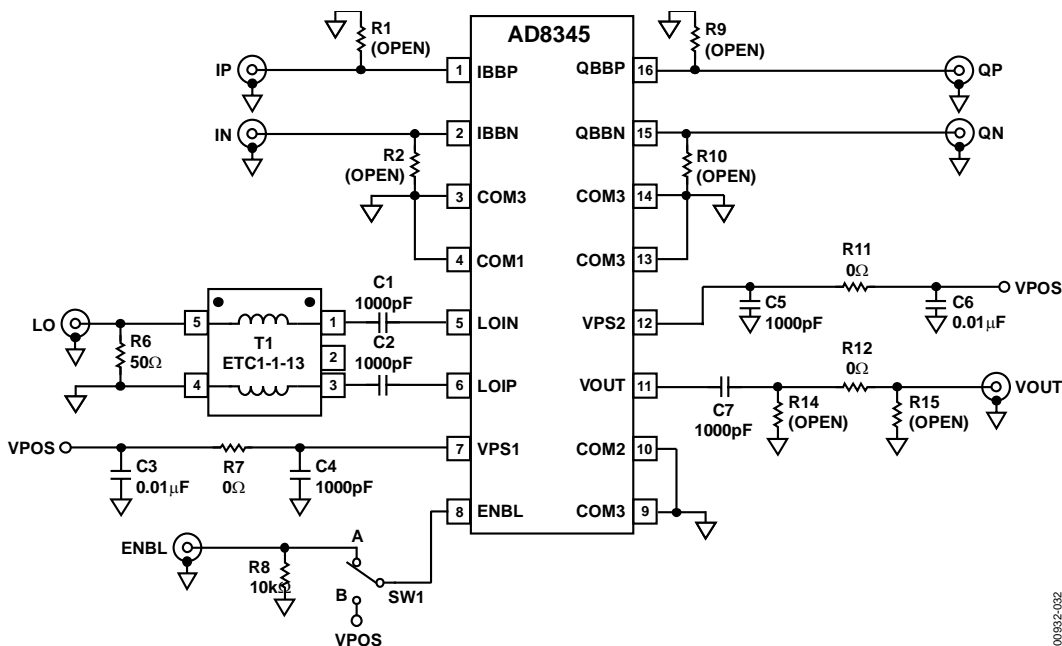 AD8345
R1
(OPEN)
R9
(OPEN)
IP
1
IBBP
QBBP
16
QP
IN
2
IBBN
QBBN
15
QN
R2
(OPEN)
R10
(OPEN)
3
COM3
COM3
14
4
COM1
COM3
13
C1
1000pF
R11
0Ω
LO
5
1
5
LOIN
VPS2
12
C5
1000pF
C6
0.01µF
VPOS
R6
50Ω
T1
ETC1-1-13
2
C2
1000pF
R12
0Ω
4
3
6
LOIP
VOUT
11
VOUT
C7
1000pF
R14
(OPEN)
R15
(OPEN)
VPOS
7
VPS1
COM2
10
C3
0.01µF
R7
0Ω
C4
1000pF
8
ENBL
COM3
9
ENBL
A
R8
10kΩ
B
SW1
VPOS
00932-032